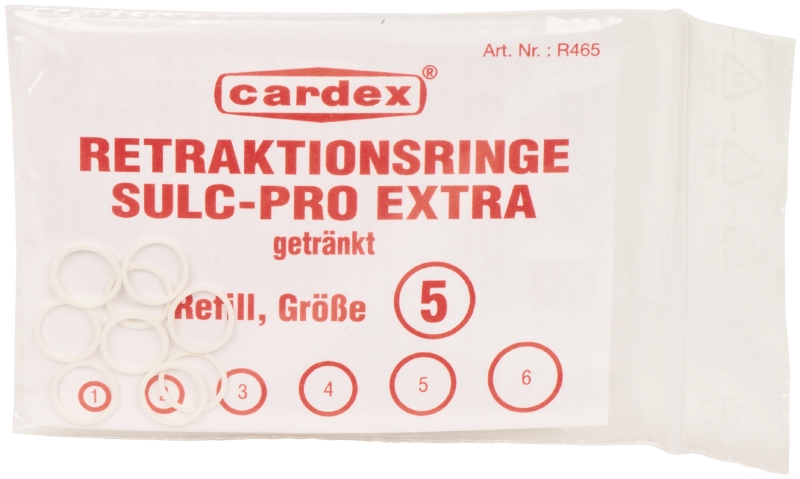 Art. Nr. : R465
cardex®
RETRAKTIONSRINGE
SULC-PRO EXTRA
getränkt
Refill, Größe 5
1 2 3 4 5 6